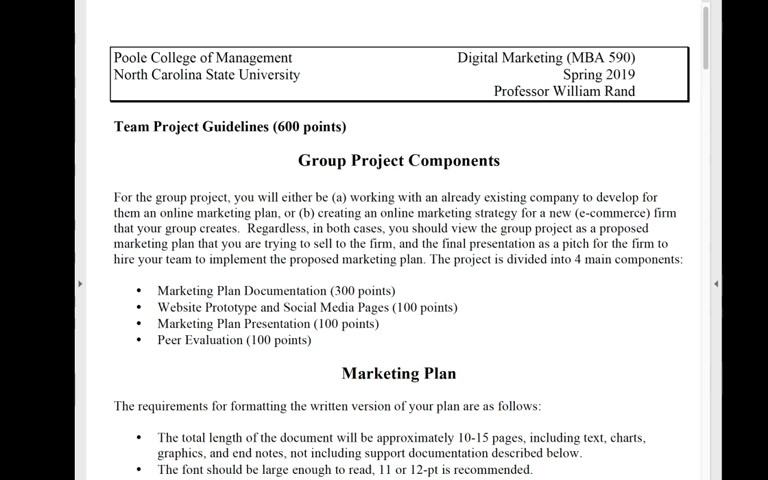 Poole College of Management Digital Marketing (MBA 590)
North Carolina State University Spring 2019
Professor William Rand
Team Project Guidelines (600 points)
Group Project Components
For the group project, you will either be (a) working with an already existing company to develop for
them an online marketing plan, or (b) creating an online marketing strategy for a new (e-commerce) firm
that your group creates. Regardless, in both cases, you should view the group project as a proposed
marketing plan that you are trying to sell to the firm, and the final presentation as a pitch for the firm to
hire your team to implement the proposed marketing plan. The project is divided into 4 main components:
• Marketing Plan Documentation (300 points)
• Website Prototype and Social Media Pages (100 points)
• Marketing Plan Presentation (100 points)
• Peer Evaluation (100 points)
Marketing Plan
The requirements for formatting the written version of your plan are as follows:
• The total length of the document will be approximately 10-15 pages, including text, charts,
graphics, and end notes, not including support documentation described below.
• The font should be large enough to read, 11 or 12-pt is recommended.